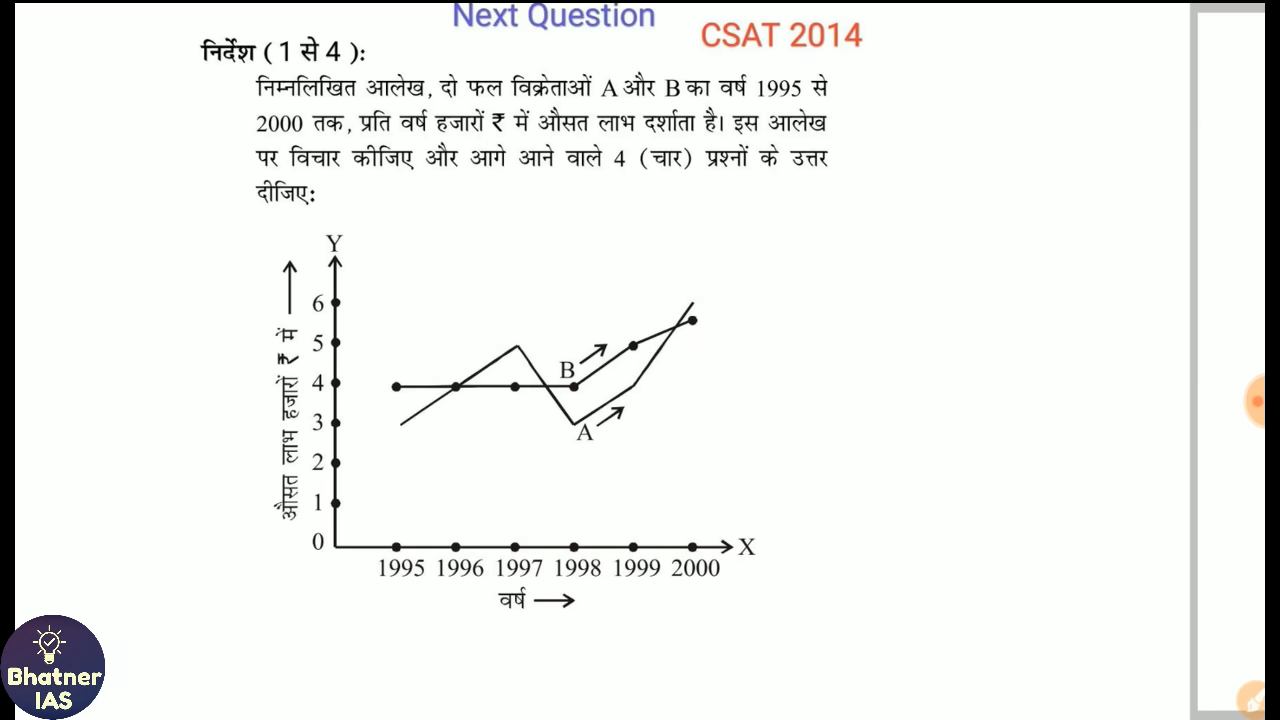 Next Question
CSAT 2014
निर्देश ( 1 से 4 ):
निम्नलिखित आलेख, दो फल विक्रेताओं A और B का वर्ष 1995 से
2000 तक, प्रति वर्ष हजारों ₹ में औसत लाभ दर्शाता है। इस आलेख
पर विचार कीजिए और आगे आने वाले 4 (चार) प्रश्नों के उत्तर
दीजिए:
Y
औसत लाभ हजारों ₹ में
6
5
4
3
2
1
0
B
A
X
1995 1996 1997 1998 1999 2000
वर्ष
Bhatner
IAS